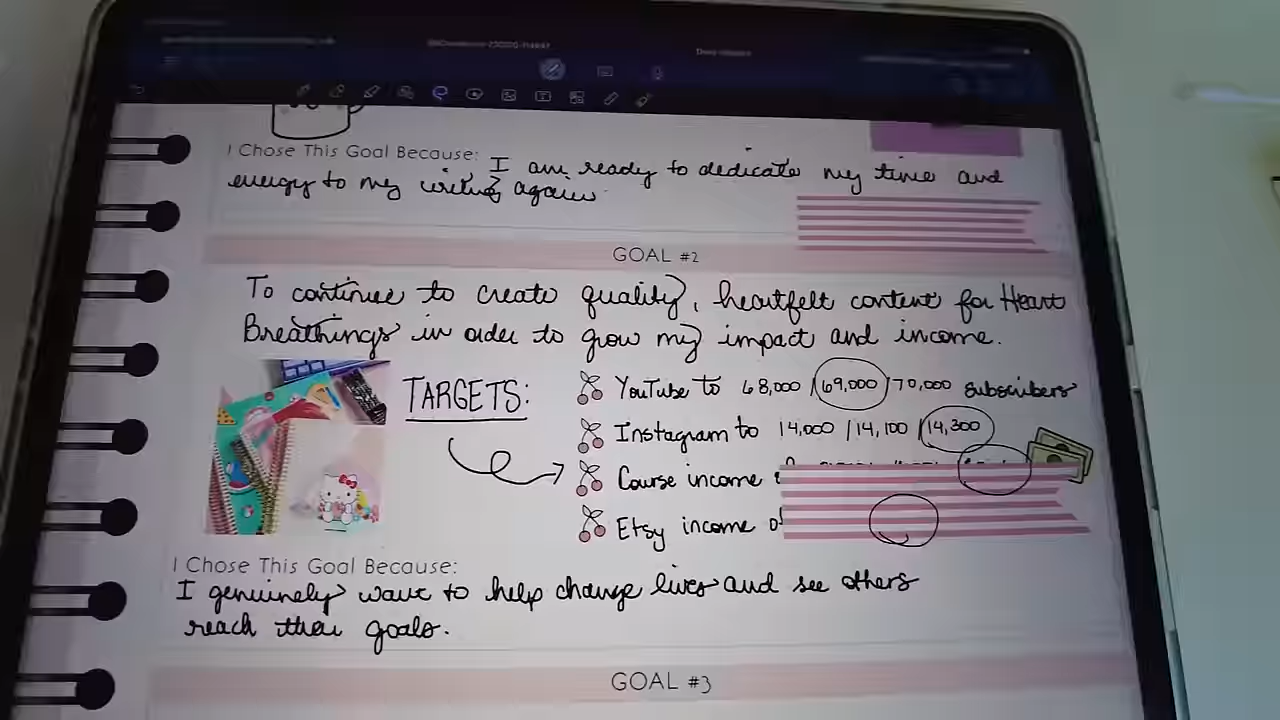 I Chose This Goal Because: I am ready to dedicate my time and
energy to my writing again.
GOAL #2
To continue to create quality, heartfelt content for Heart
Breathings in order to grow my impact and income.
TARGETS:
YouTube to 68,000 / 69,000 / 70,000 subscribers
Instagram to 14,000 / 14,100 / 14,300
Course income
Etsy income of
I Chose This Goal Because:
I genuinely want to help change lives and see others
reach their goals.
GOAL #3